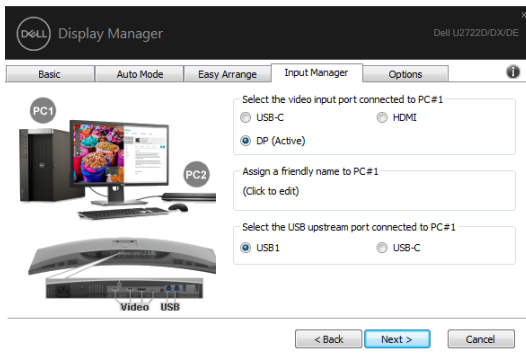 DELL Display Manager
Dell U2722D/DX/DE
x
Basic
Auto Mode
Easy Arrange
Input Manager
Options
i
PC1
PC2
Video USB
Select the video input port connected to PC#1
USB-C
HDMI
DP (Active)
Assign a friendly name to PC#1
(Click to edit)
Select the USB upstream port connected to PC#1
USB1
USB-C
< Back
Next >
Cancel